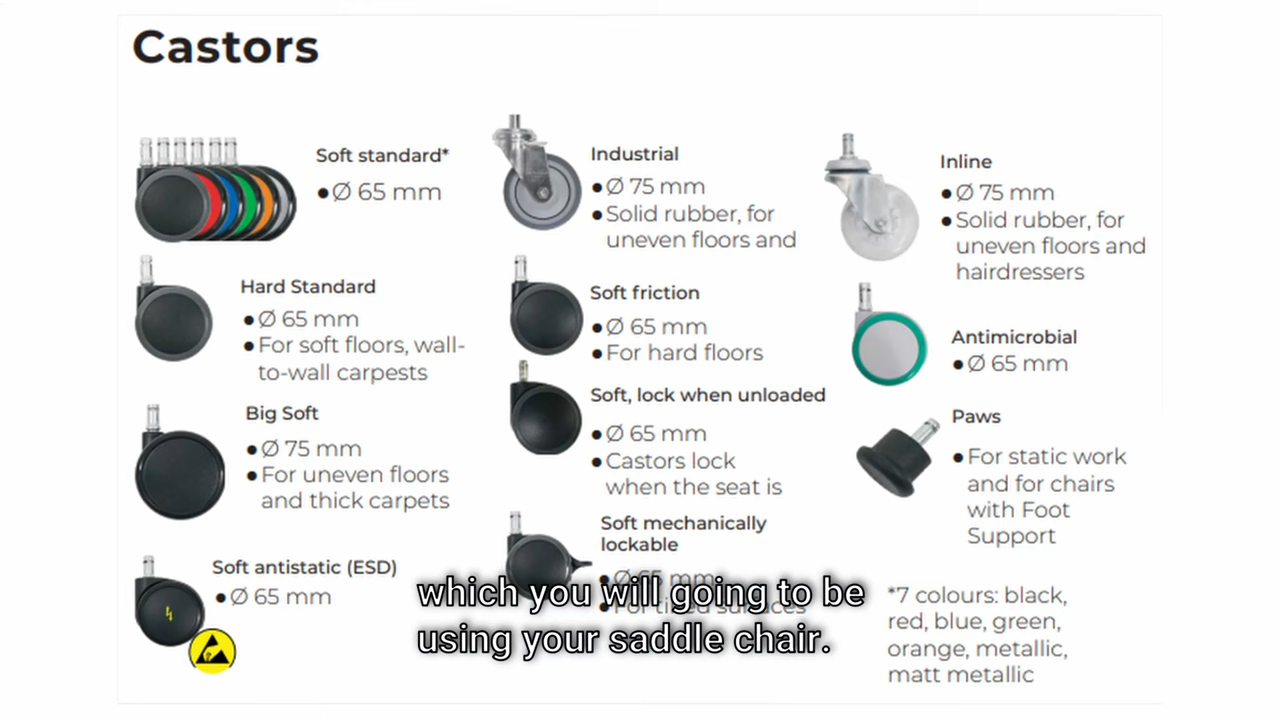 Castors
Soft standard*
●Ø 65 mm
Hard Standard
●Ø 65 mm
●For soft floors, wall-
to-wall carpests
Big Soft
●Ø 75 mm
●For uneven floors
and thick carpets
Soft antistatic (ESD)
●Ø 65 mm
Industrial
●Ø 75 mm
●Solid rubber, for
uneven floors and
Soft friction
●Ø 65 mm
●For hard floors
Soft, lock when unloaded
●Ø 65 mm
●Castors lock
when the seat is
Soft mechanically
lockable
●Ø 65 mm
●For surfaces
Inline
●Ø 75 mm
●Solid rubber, for
uneven floors and
hairdressers
Antimicrobial
●Ø 65 mm
Paws
●For static work
and for chairs
with Foot
Support
*7 colours: black,
red, blue, green,
orange, metallic,
matt metallic
which you will going to be
using your saddle chair.